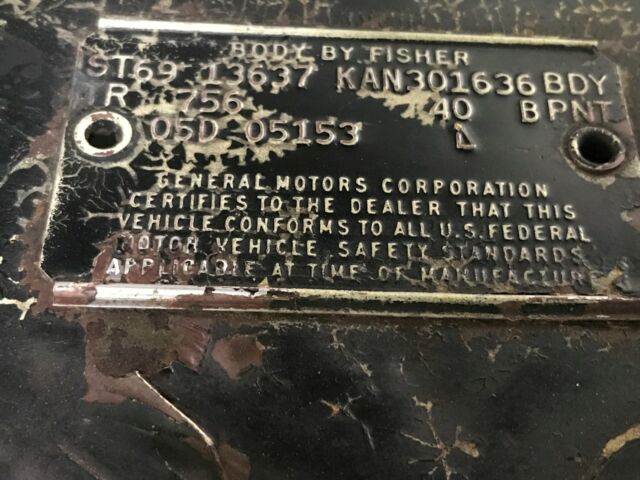 BODY BY FISHER
ST69 13637 KAN301636 BDY
R 756 40 B PNT
05D 05153 L
GENERAL MOTORS CORPORATION
CERTIFIES TO THE DEALER THAT THIS
VEHICLE CONFORMS TO ALL U.S. FEDERAL
MOTOR VEHICLE SAFETY STANDARDS
APPLICABLE AT TIME OF MANUFACTURE